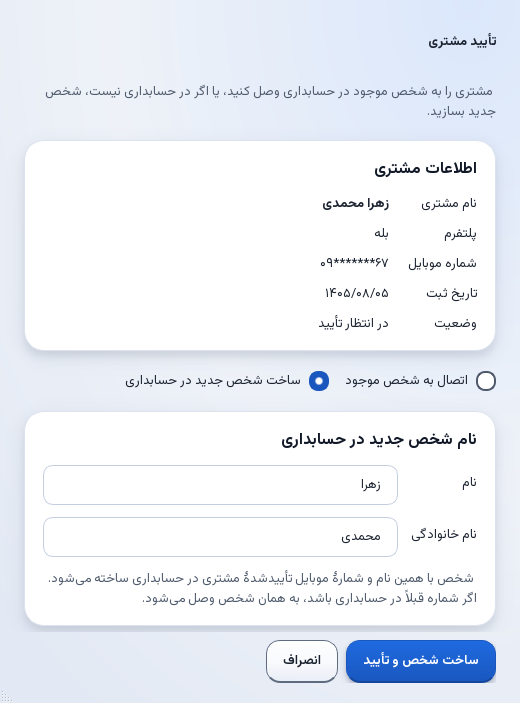 تأیید مشتری
مشتری را به شخص موجود در حسابداری وصل کنید، یا اگر در حسابداری نیست، شخص
جدید بسازید.
اطلاعات مشتری
نام مشتری زهرا محمدی
پلتفرم بله
شماره موبایل ۰۹*******۶۷
تاریخ ثبت ۱۴۰۵/۰۸/۰۵
وضعیت در انتظار تأیید
اتصال به شخص موجود ساخت شخص جدید در حسابداری
نام شخص جدید در حسابداری
نام زهرا
نام خانوادگی محمدی
شخص با همین نام و شمارهٔ موبایل تأییدشدهٔ مشتری در حسابداری ساخته می‌شود.
اگر شماره قبلاً در حسابداری باشد، به همان شخص وصل می‌شود.
ساخت شخص و تأیید انصراف